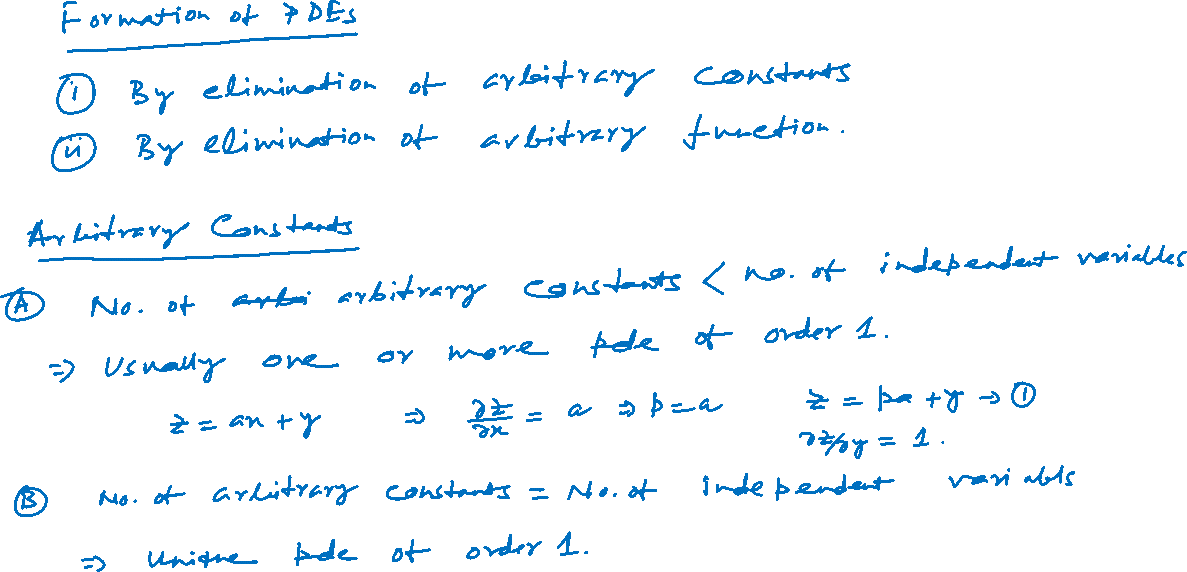 Formation of PDEs
(i) By elimination of arbitrary constants
(ii) By elimination of arbitrary function.
Arbitrary Constants
(A) No. of arbitrary constants < no. of independent variables
⇒ Usually one or more pde of order 1.
z = ax + y ⇒ ∂z/∂x = a ⇒ p = a z = px + y → (1)
∂z/∂y = 1.
(B) No. of arbitrary constants = No. of independent variabls
⇒ Unique pde of order 1.